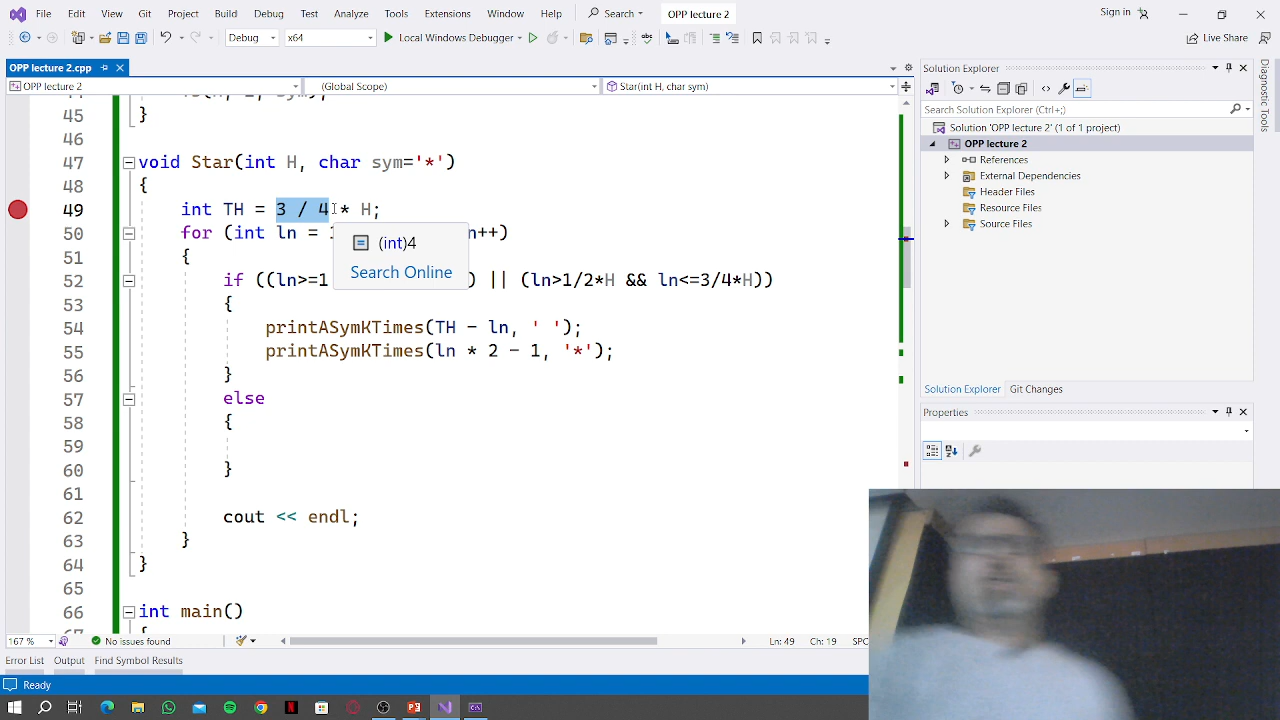 File Edit View Git Project Build Debug Test Analyze Tools Extensions Window Help Search OPP lecture 2 Sign in
Debug x64 Local Windows Debugger Live Share
OPP lecture 2.cpp
OPP lecture 2 (Global Scope) Star(int H, char sym)
45 }
46
47 void Star(int H, char sym='*')
48 {
49 int TH = 3 / 4 * H;
50 for (int ln = 1 n++)
51 {
52 if ((ln>=1 ) || (ln>1/2*H && ln<=3/4*H))
53 {
54 printASymKTimes(TH - ln, ' ');
55 printASymKTimes(ln * 2 - 1, '*');
56 }
57 else
58 {
59
60 }
61
62 cout << endl;
63 }
64 }
65
66 int main()
(int)4
Search Online
167 % No issues found Ln: 49 Ch: 19 SPC
Error List Output Find Symbol Results
Ready
Solution Explorer
Search Solution Explorer (Ctrl+;)
Solution 'OPP lecture 2' (1 of 1 project)
OPP lecture 2
References
External Dependencies
Header Files
Resource Files
Source Files
Solution Explorer Git Changes
Properties
Diagnostic Tools